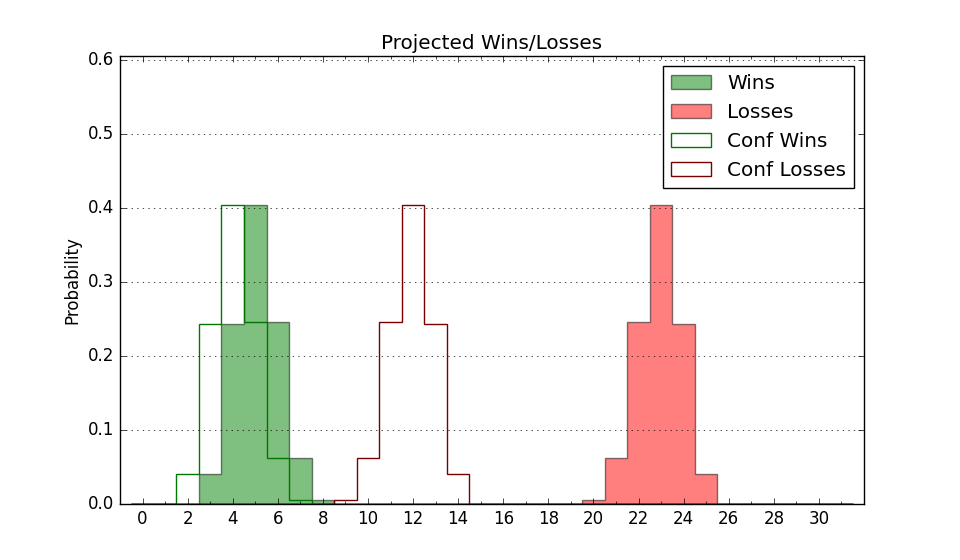 Projected Wins/Losses
Probability
0.6
0.5
0.4
0.3
0.2
0.1
0.0
0 2 4 6 8 10 12 14 16 18 20 22 24 26 28 30
Wins
Losses
Conf Wins
Conf Losses